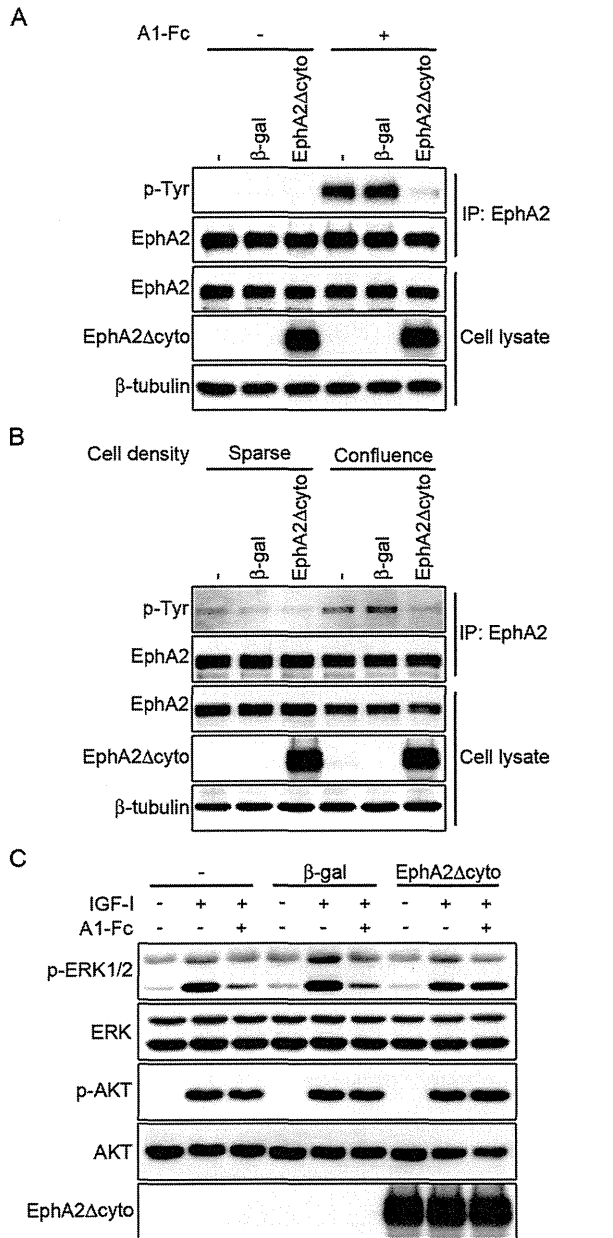 A
A1-Fc - +
- β-gal EphA2Δcyto - β-gal EphA2Δcyto
p-Tyr
EphA2
IP: EphA2
EphA2
EphA2Δcyto
β-tubulin
Cell lysate
B
Cell density Sparse Confluence
- β-gal EphA2Δcyto - β-gal EphA2Δcyto
p-Tyr
EphA2
IP: EphA2
EphA2
EphA2Δcyto
β-tubulin
Cell lysate
C
- β-gal EphA2Δcyto
IGF-I - + + - + + - + +
A1-Fc + + +
p-ERK1/2
ERK
p-AKT
AKT
EphA2Δcyto